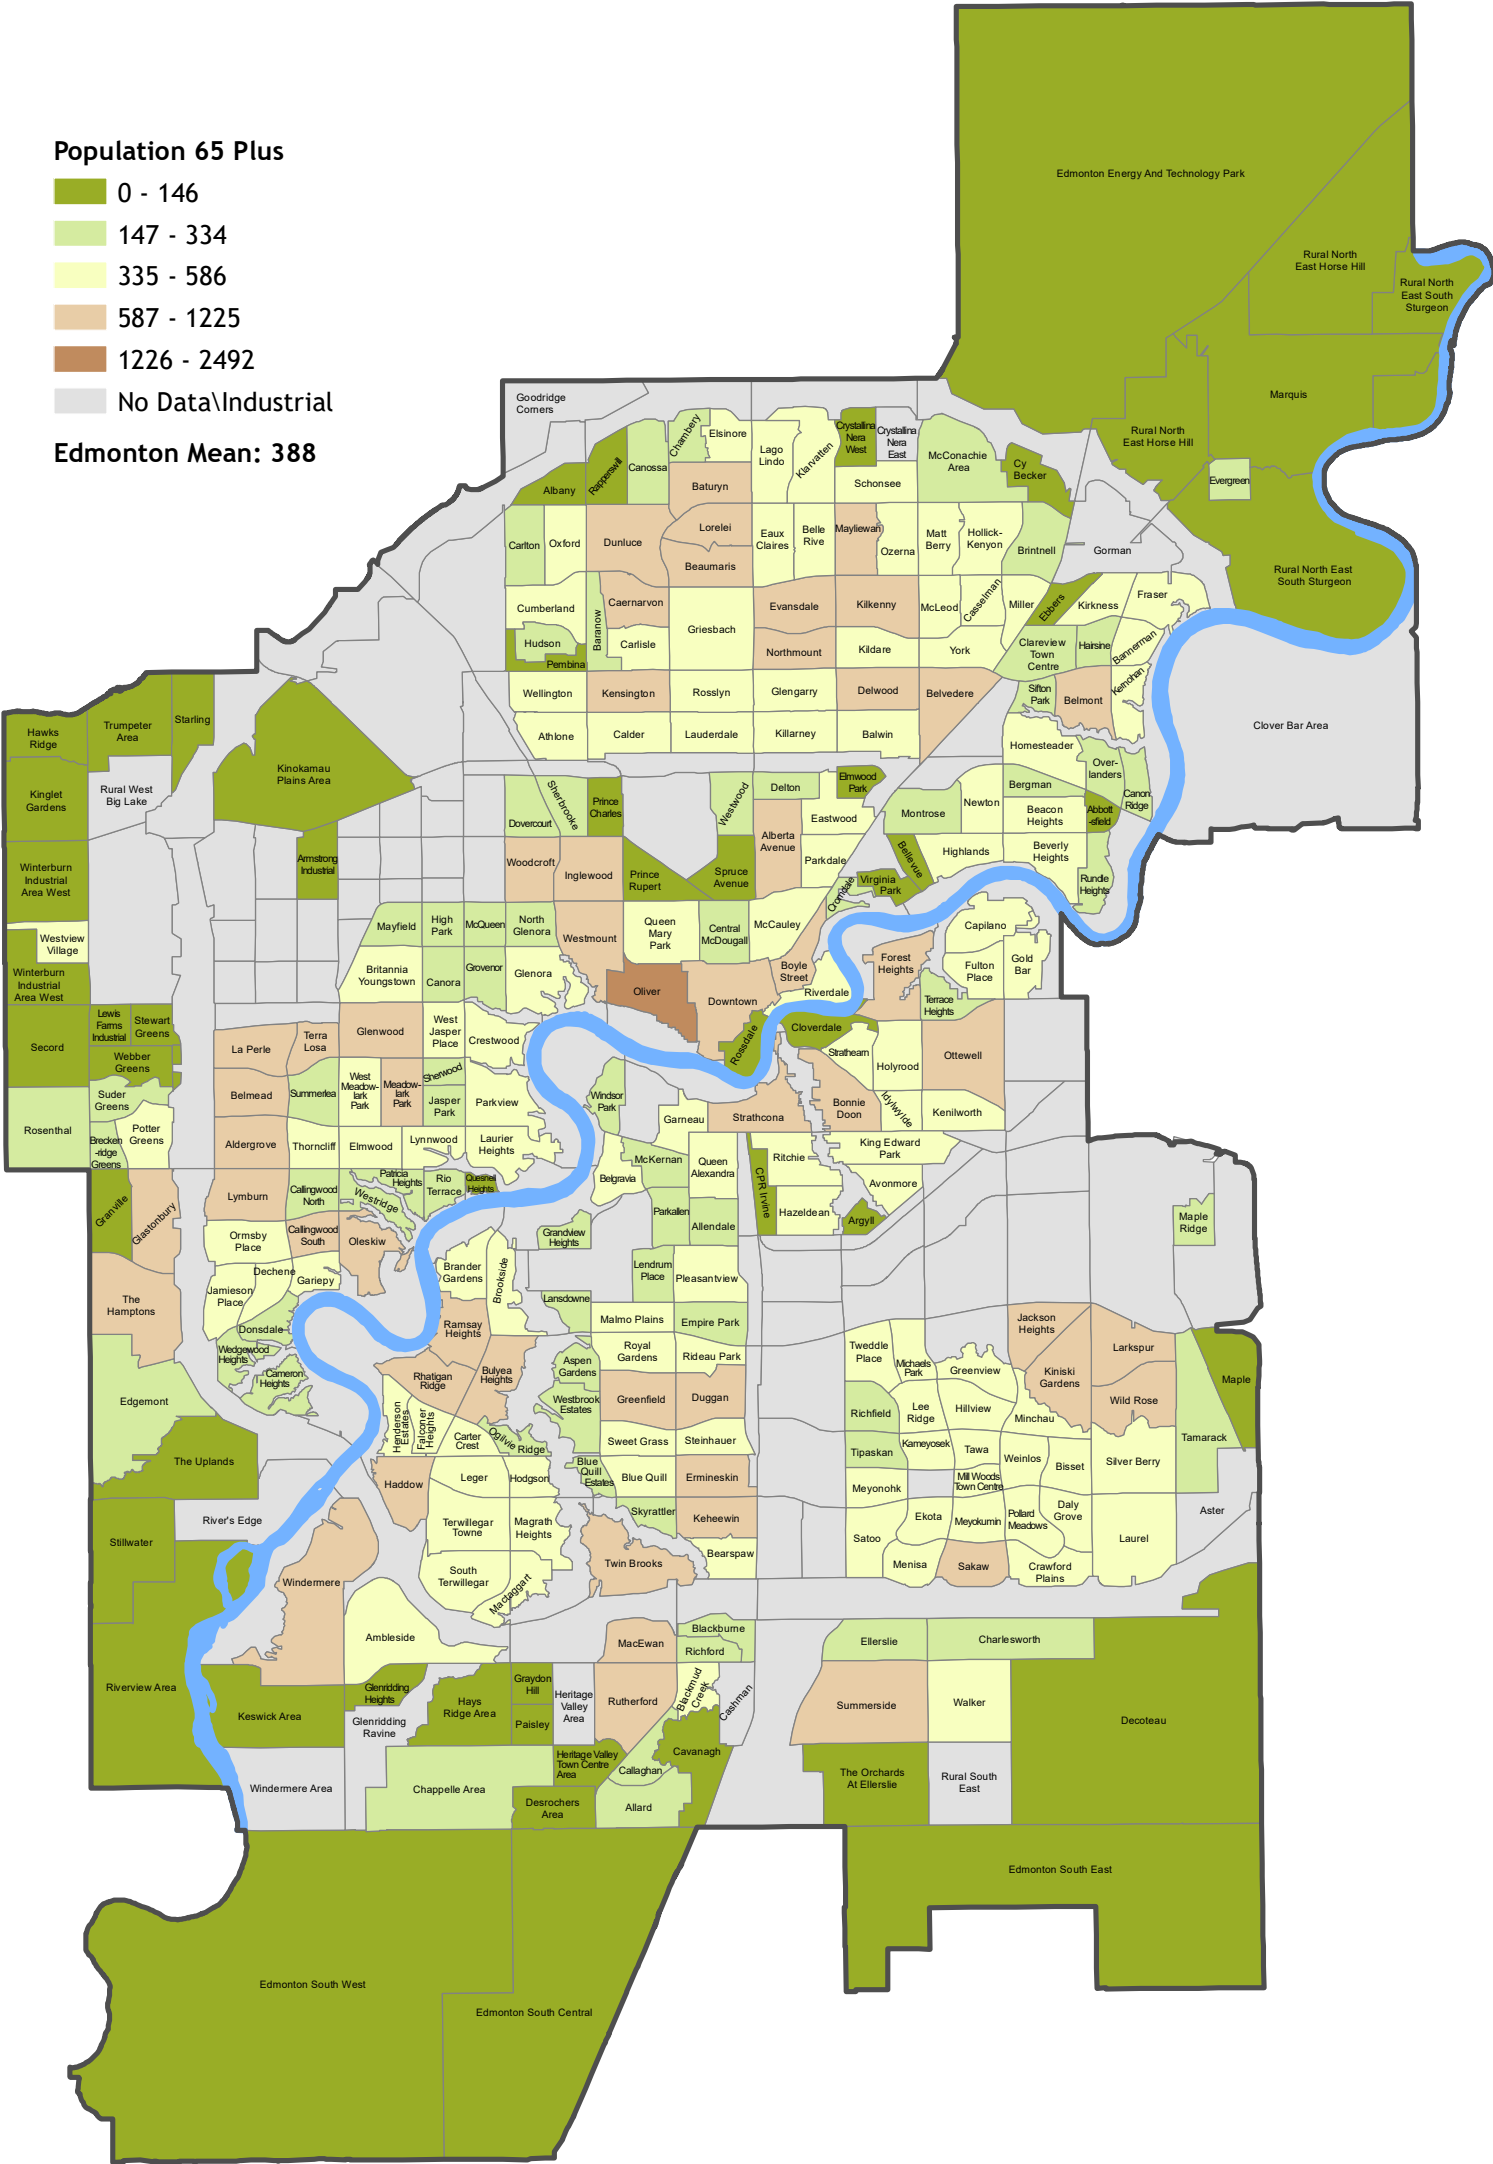 Population 65 Plus
0 - 146
147 - 334
335 - 586
587 - 1225
1226 - 2492
No Data\Industrial
Edmonton Mean: 388
Edmonton Energy And Technology Park
Rural North
East Horse Hill
Rural North
East South
Sturgeon
Marquis
Rural North
East Horse Hill
Evergreen
Rural North East
South Sturgeon
Goodridge
Corners
Chambery
Elsinore
Lago
Lindo
Klarvatten
Crystallina
Nera
West
Crystallina
Nera
East
McConachie
Area
Cy
Becker
Albany
Rapperswill
Canossa
Baturyn
Schonsee
Carlton
Oxford
Dunluce
Lorelei
Beaumaris
Eaux
Claires
Belle
Rive
Mayliewan
Ozerna
Matt
Berry
Hollick-
Kenyon
Brintnell
Gorman
Cumberland
Baranow
Caernarvon
Griesbach
Evansdale
Kilkenny
McLeod
Casselman
Miller
Ebbers
Kirkness
Fraser
Hudson
Pembina
Carlisle
Northmount
Kildare
York
Clareview
Town
Centre
Hairsine
Bannerman
Wellington
Kensington
Rosslyn
Glengarry
Delwood
Belvedere
Sifton
Park
Belmont
Kernohan
Clover Bar Area
Athlone
Calder
Lauderdale
Killarney
Balwin
Homesteader
Over-
landers
Canon
Ridge
Hawks
Ridge
Trumpeter
Area
Starling
Kinglet
Gardens
Rural West
Big Lake
Kinokamau
Plains Area
Dovercourt
Sherbrooke
Prince
Charles
Westwood
Delton
Elmwood
Park
Eastwood
Montrose
Newton
Bergman
Beacon
Heights
Abbott
-sfield
Winterburn
Industrial
Area West
Armstrong
Industrial
Woodcroft
Inglewood
Prince
Rupert
Spruce
Avenue
Alberta
Avenue
Parkdale
Cromdale
Virginia
Park
Bellevue
Highlands
Beverly
Heights
Rundle
Heights
Westview
Village
Winterburn
Industrial
Area West
Mayfield
High
Park
McQueen
North
Glenora
Westmount
Queen
Mary
Park
Central
McDougall
McCauley
Boyle
Street
Capilano
Forest
Heights
Fulton
Place
Gold
Bar
Britannia
Youngstown
Canora
Grovenor
Glenora
Oliver
Downtown
Riverdale
Terrace
Heights
Secord
Lewis
Farms
Industrial
Stewart
Greens
Webber
Greens
La Perle
Terra
Losa
Glenwood
West
Jasper
Place
Crestwood
Rossdale
Cloverdale
Strathearn
Holyrood
Ottewell
Suder
Greens
Rosenthal
Brecken
-ridge
Greens
Potter
Greens
Belmead
Summerlea
West
Meadow-
lark
Park
Meadow-
lark
Park
Sherwood
Jasper
Park
Parkview
Windsor
Park
Garneau
Strathcona
Bonnie
Doon
Idylwylde
Kenilworth
Aldergrove
Thorncliff
Elmwood
Lynnwood
Laurier
Heights
Belgravia
McKernan
Queen
Alexandra
CPR Irvine
Ritchie
King Edward
Park
Avonmore
Granville
Glastonbury
Lymburn
Callingwood
North
Patricia
Heights
Westridge
Rio
Terrace
Quesnell
Heights
Grandview
Heights
Parkallen
Allendale
Hazeldean
Argyll
Maple
Ridge
Ormsby
Place
Callingwood
South
Oleskiw
The
Hamptons
Jamieson
Place
Dechene
Gariepy
Brander
Gardens
Brookside
Lendrum
Place
Pleasantview
Donsdale
Wedgewood
Heights
Cameron
Heights
Ramsay
Heights
Lansdowne
Malmo Plains
Empire Park
Edgemont
Rhatigan
Ridge
Bulyea
Heights
Aspen
Gardens
Royal
Gardens
Rideau Park
Tweddle
Place
Michaels
Park
Greenview
Jackson
Heights
Kiniski
Gardens
Larkspur
Wild Rose
Maple
The Uplands
Henderson
Estates
Falconer
Heights
Carter
Crest
Ogilvie Ridge
Westbrook
Estates
Greenfield
Duggan
Richfield
Lee
Ridge
Hillview
Minchau
Tamarack
Sweet Grass
Steinhauer
Tipaskan
Kameyosek
Tawa
Weinlos
Bisset
Silver Berry
Haddow
Leger
Hodgson
Blue
Quill
Estates
Blue Quill
Ermineskin
Meyonohk
Mill Woods
Town Centre
River's Edge
Stillwater
Terwillegar
Towne
Magrath
Heights
Skyrattler
Keheewin
Satoo
Ekota
Meyokumin
Pollard
Meadows
Daly
Grove
Laurel
Aster
Windermere
South
Terwillegar
Mactaggart
Twin Brooks
Bearspaw
Menisa
Sakaw
Crawford
Plains
Ambleside
MacEwan
Blackburne
Richford
Ellerslie
Charlesworth
Riverview Area
Keswick Area
Glenridding
Heights
Glenridding
Ravine
Hays
Ridge Area
Graydon
Hill
Paisley
Heritage
Valley
Area
Rutherford
Blackmud
Creek
Cashman
Summerside
Walker
Decoteau
Windermere Area
Chappelle Area
Heritage Valley
Town Centre
Area
Callaghan
Cavanagh
Desrochers
Area
Allard
The Orchards
At Ellerslie
Rural South
East
Edmonton South East
Edmonton South West
Edmonton South Central